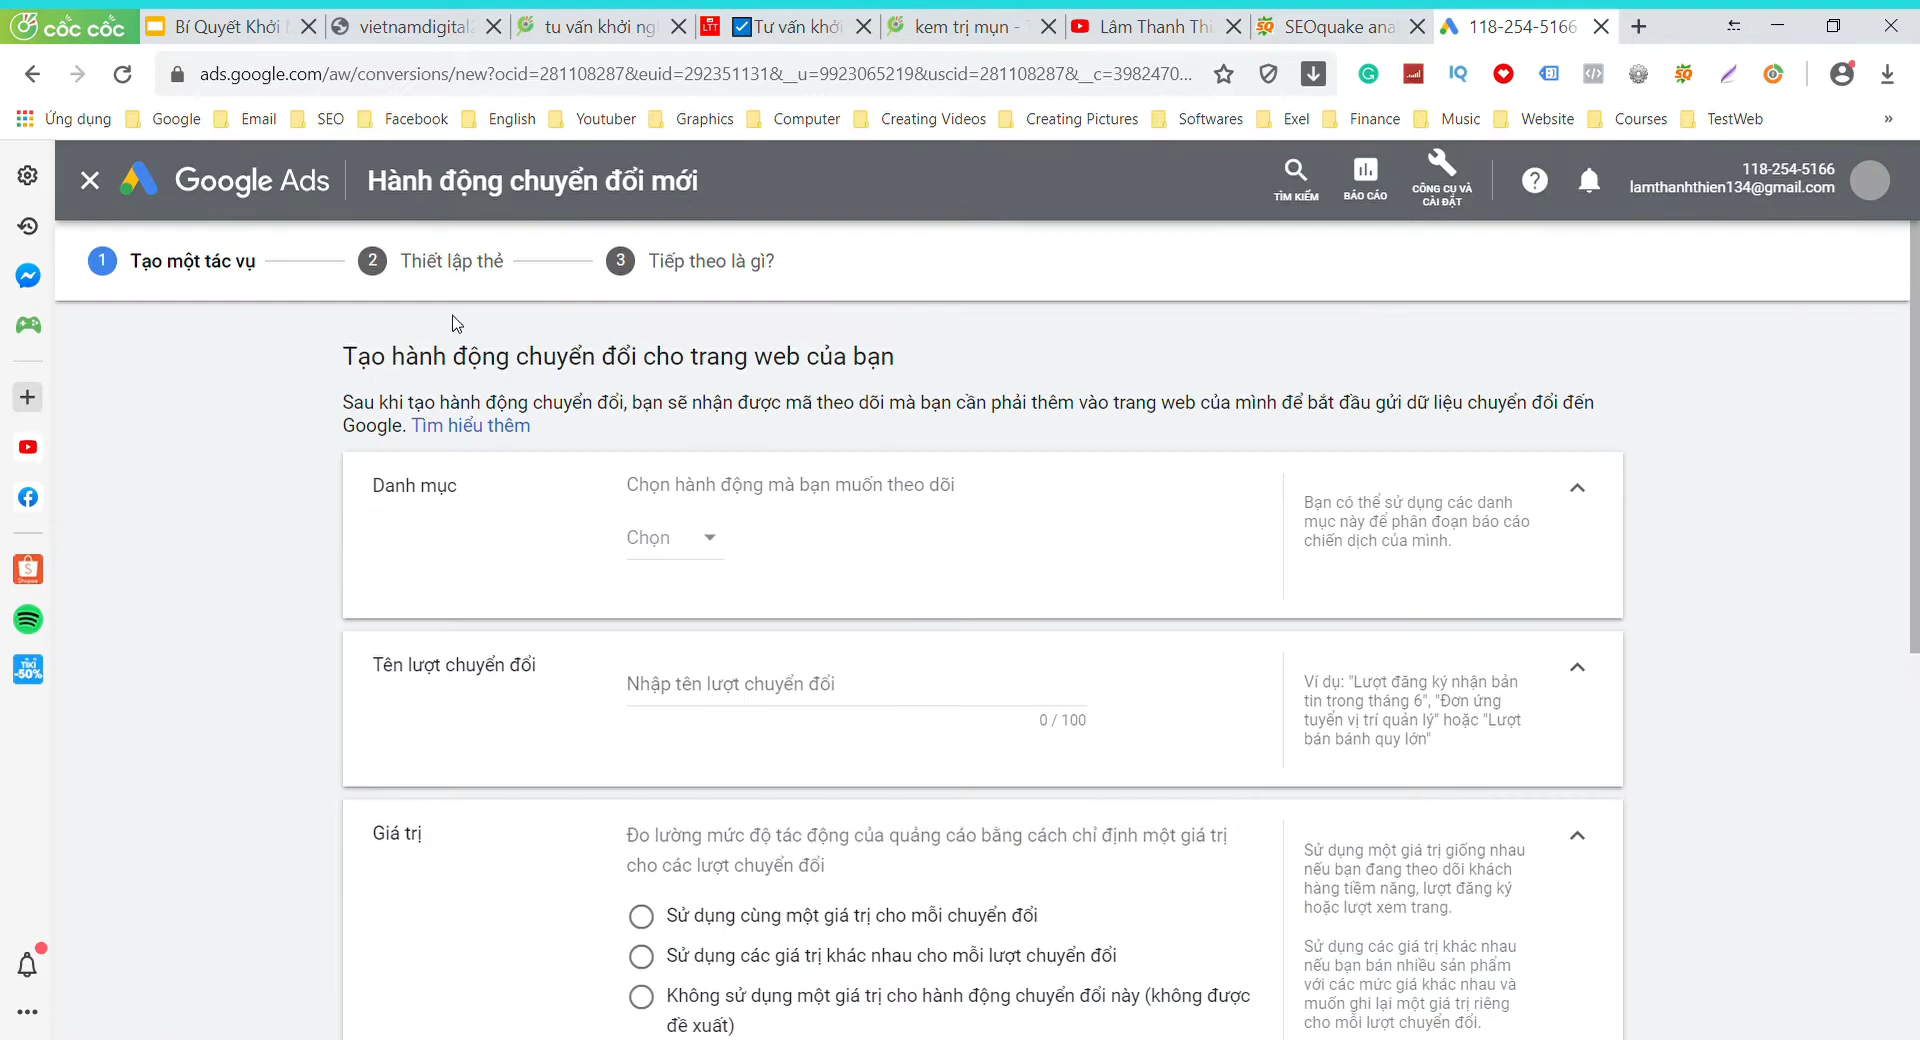 cốc cốc
Bí Quyết Khởi
vietnamdigital
tu vấn khởi ng
LTT
Tư vấn khở
kem trị mụn -
Lâm Thanh Thi
SEOquake ana
118-254-5166
ads.google.com/aw/conversions/new?ocid=281108287&euid=292351131&__u=9923065219&uscid=281108287&__c=3982470...
Ứng dụng
Google
Email
SEO
Facebook
English
Youtuber
Graphics
Computer
Creating Videos
Creating Pictures
Softwares
Exel
Finance
Music
Website
Courses
TestWeb
»
Google Ads
Hành động chuyển đổi mới
TÌM KIẾM
BÁO CÁO
CÔNG CỤ VÀ
CÀI ĐẶT
118-254-5166
lamthanhthien134@gmail.com
1 Tạo một tác vụ
2 Thiết lập thẻ
3 Tiếp theo là gì?
Tạo hành động chuyển đổi cho trang web của bạn
Sau khi tạo hành động chuyển đổi, bạn sẽ nhận được mã theo dõi mà bạn cần phải thêm vào trang web của mình để bắt đầu gửi dữ liệu chuyển đổi đến
Google. Tìm hiểu thêm
Danh mục
Chọn hành động mà bạn muốn theo dõi
Chọn
Bạn có thể sử dụng các danh
mục này để phân đoạn báo cáo
chiến dịch của mình.
Tên lượt chuyển đổi
Nhập tên lượt chuyển đổi
0 / 100
Ví dụ: "Lượt đăng ký nhận bản
tin trong tháng 6", "Đơn ứng
tuyển vị trí quản lý" hoặc "Lượt
bán bánh quy lớn"
Giá trị
Đo lường mức độ tác động của quảng cáo bằng cách chỉ định một giá trị
cho các lượt chuyển đổi
Sử dụng cùng một giá trị cho mỗi chuyển đổi
Sử dụng các giá trị khác nhau cho mỗi lượt chuyển đổi
Không sử dụng một giá trị cho hành động chuyển đổi này (không được
đề xuất)
Sử dụng một giá trị giống nhau
nếu bạn đang theo dõi khách
hàng tiềm năng, lượt đăng ký
hoặc lượt xem trang.
Sử dụng các giá trị khác nhau
nếu bạn bán nhiều sản phẩm
với các mức giá khác nhau và
muốn ghi lại một giá trị riêng
cho mỗi lượt chuyển đổi.
Shopee
TIKI
-50%